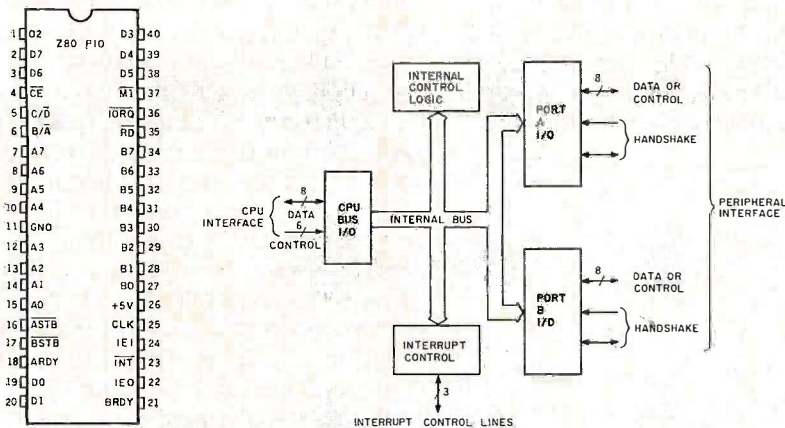 Z80 PIO
1 O2 D3 40
2 D7 D4 39
3 D6 D5 38
4 CE M1 37
5 C/D IORQ 36
6 B/A RD 35
7 A7 B7 34
8 A6 B6 33
9 A5 B5 32
10 A4 B4 31
11 GNO B3 30
12 A3 B2 29
13 A2 B1 28
14 A1 B0 27
15 A0 +5V 26
16 ASTB CLK 25
17 BSTB IEI 24
18 ARDY INT 23
19 D0 IEO 22
20 D1 BRDY 21
CPU
INTERFACE
8
DATA
6
CONTROL
CPU
BUS
I/O
INTERNAL
CONTROL
LOGIC
INTERNAL BUS
INTERRUPT
CONTROL
3
INTERRUPT CONTROL LINES
PORT
A
I/O
8
DATA OR
CONTROL
HANDSHAKE
PORT
B
I/D
8
DATA OR
CONTROL
HANDSHAKE
PERIPHERAL
INTERFACE